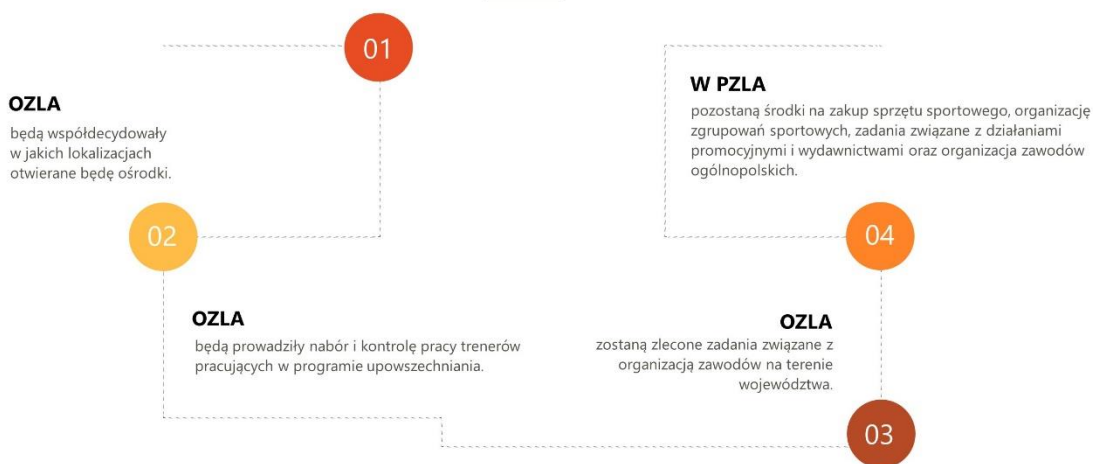 01
OZLA
będą współdecydowały
w jakich lokalizacjach
otwierane będę ośrodki.
02
OZLA
będą prowadziły nabór i kontrolę pracy trenerów
pracujących w programie upowszechniania.
OZLA
zostaną zlecone zadania związane z
organizacją zawodów na terenie
województwa.
03
W PZLA
pozostaną środki na zakup sprzętu sportowego, organizację
zgrupowań sportowych, zadania związane z działaniami
promocyjnymi i wydawnictwami oraz organizacja zawodów
ogólnopolskich.
04